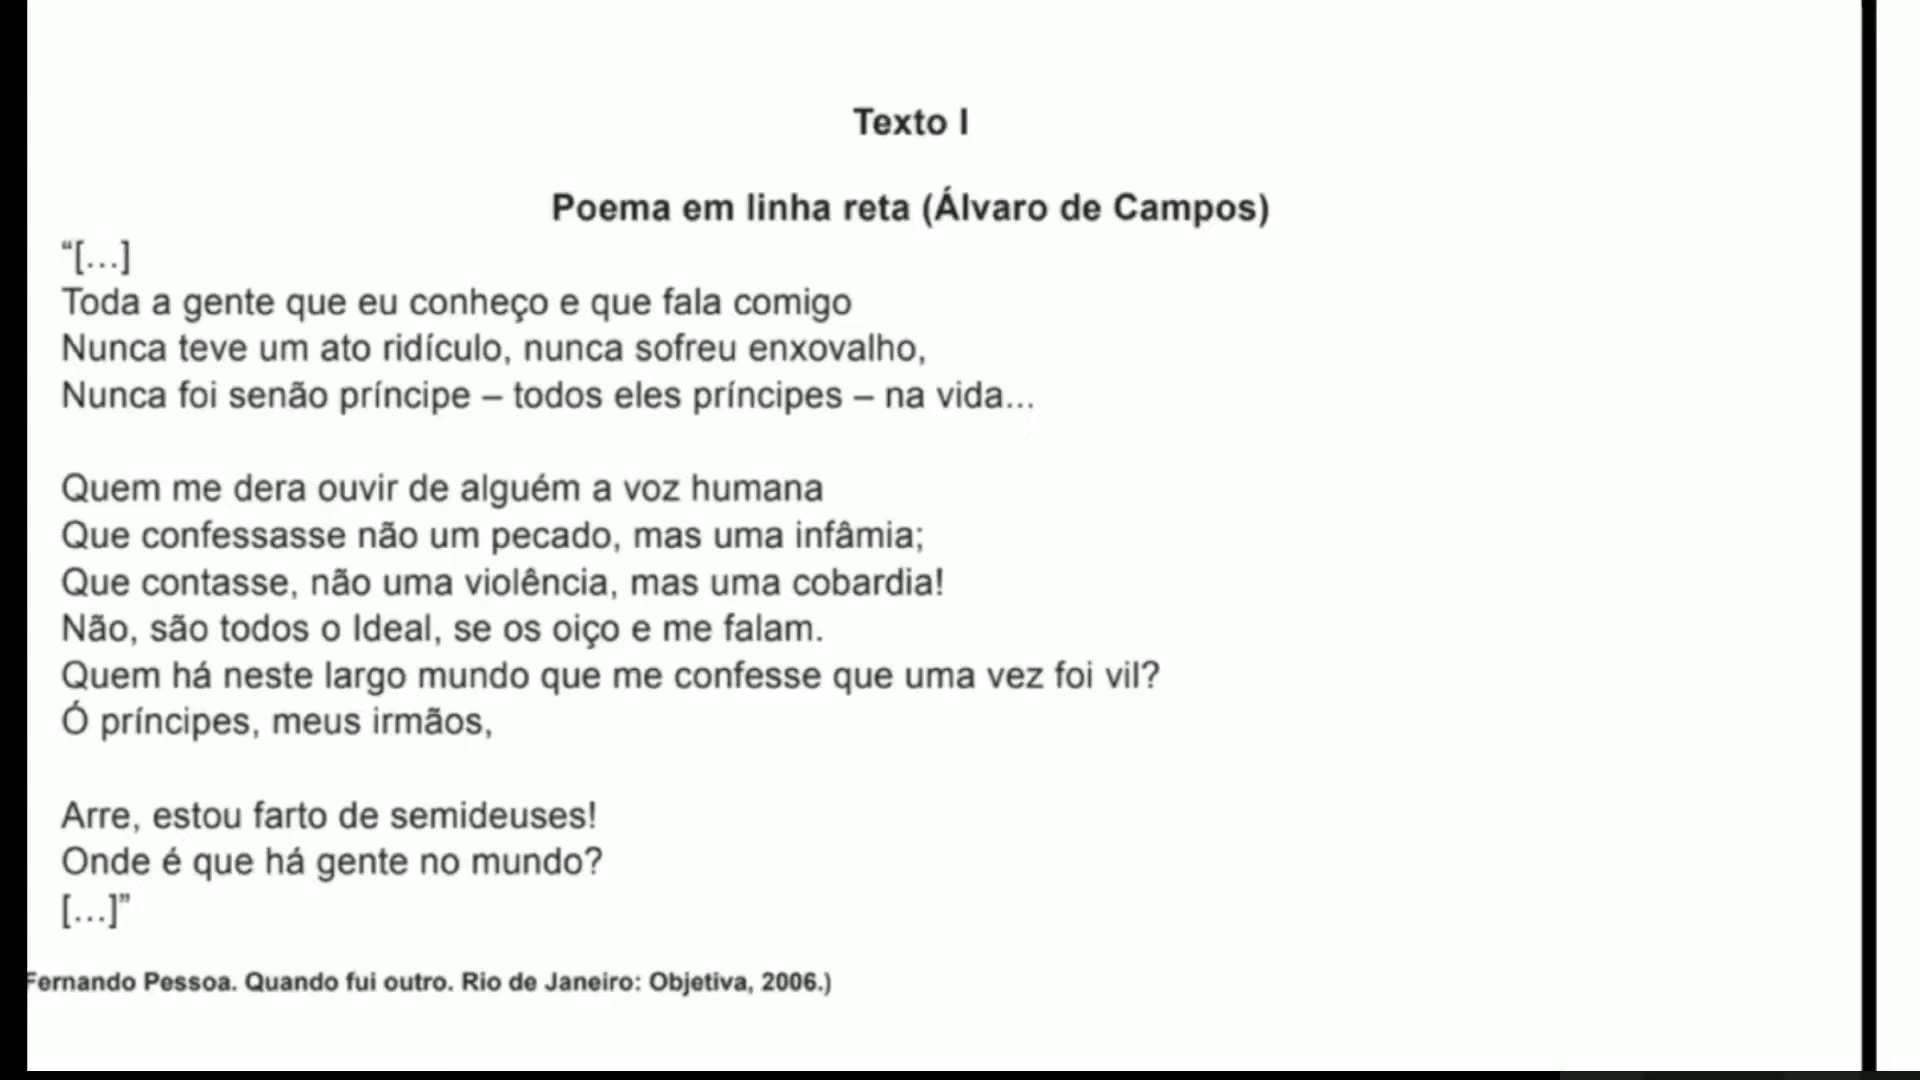 Texto I
Poema em linha reta (Álvaro de Campos)
“[…]
Toda a gente que eu conheço e que fala comigo
Nunca teve um ato ridículo, nunca sofreu enxovalho,
Nunca foi senão príncipe – todos eles príncipes – na vida...
Quem me dera ouvir de alguém a voz humana
Que confessasse não um pecado, mas uma infâmia;
Que contasse, não uma violência, mas uma cobardia!
Não, são todos o Ideal, se os oiço e me falam.
Quem há neste largo mundo que me confesse que uma vez foi vil?
Ó príncipes, meus irmãos,
Arre, estou farto de semideuses!
Onde é que há gente no mundo?
[…]”
Fernando Pessoa. Quando fui outro. Rio de Janeiro: Objetiva, 2006.)